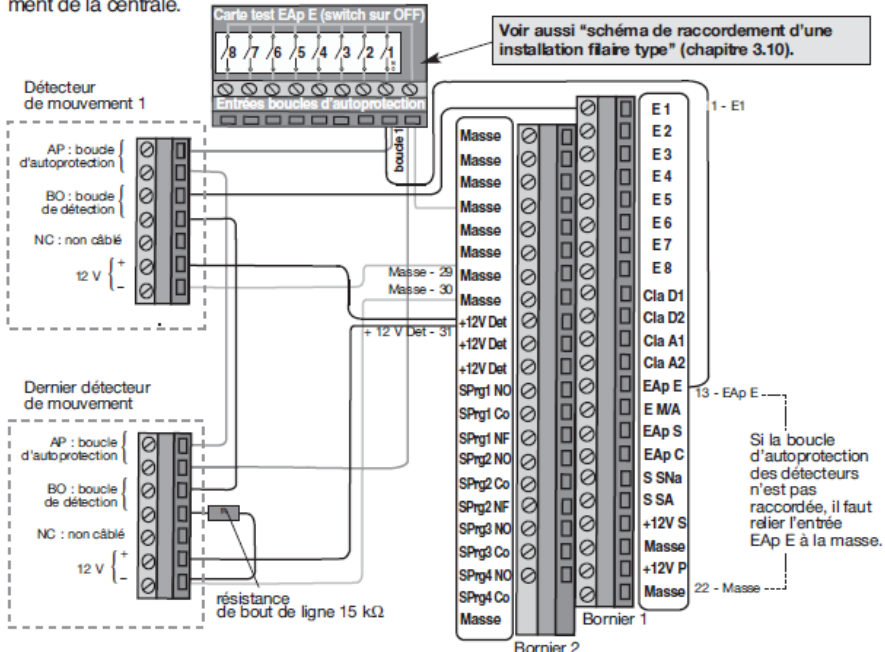 ment de la centrale.
Carte test EAp E (switch sur OFF)
8 7 6 5 4 3 2 1
Entrées boucles d'autoprotection
Voir aussi "schéma de raccordement d'une
installation filaire type" (chapitre 3.10).
Détecteur
de mouvement 1
AP : boucle
d'autoprotection
BO : boucle
de détection
NC : non câblé
12 V
+
–
boucle 1
Masse - 29
Masse - 30
+ 12 V Det - 31
Dernier détecteur
de mouvement
AP : boucle
d'autoprotection
BO : boucle
de détection
NC : non câblé
12 V
+
–
résistance
de bout de ligne 15 kΩ
Masse
Masse
Masse
Masse
Masse
Masse
Masse
Masse
+12V Det
+12V Det
+12V Det
SPrg1 NO
SPrg1 Co
SPrg1 NF
SPrg2 NO
SPrg2 Co
SPrg2 NF
SPrg3 NO
SPrg3 Co
SPrg4 NO
SPrg4 Co
Masse
Bornier 2
E 1
E 2
E 3
E 4
E 5
E 6
E 7
E 8
Cla D1
Cla D2
Cla A1
Cla A2
EAp E
E M/A
EAp S
EAp C
S SNa
S SA
+12V S
Masse
+12V P
Masse
Bornier 1
1 - E1
13 - EAp E
22 - Masse
Si la boucle
d'autoprotection
des détecteurs
n'est pas
raccordée, il faut
relier l'entrée
EAp E à la masse.